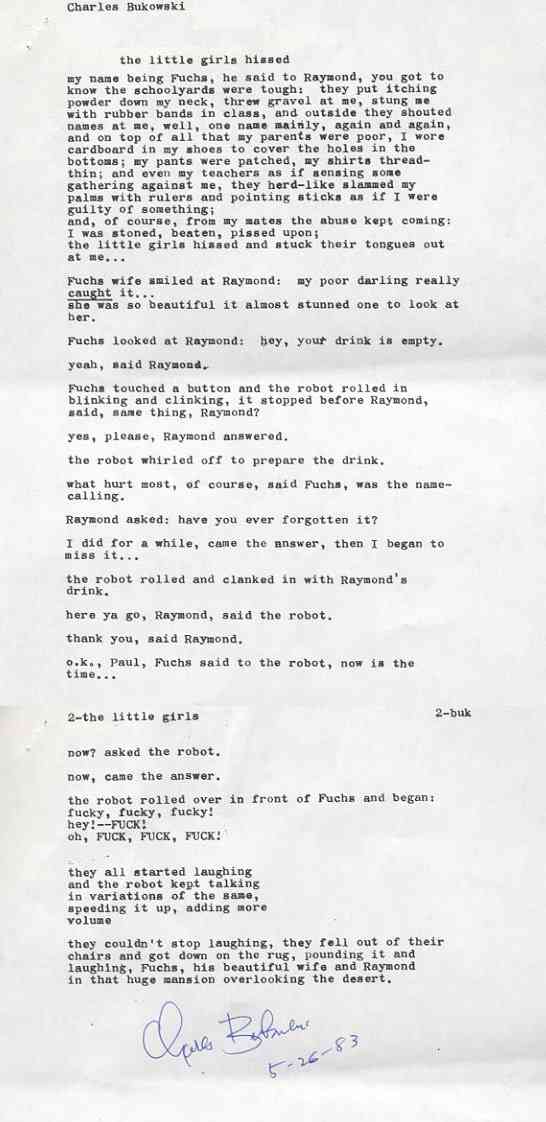 Charles Bukowski
the little girls hissed
my name being Fuchs, he said to Raymond, you got to
know the schoolyards were tough: they put itching
powder down my neck, threw gravel at me, stung me
with rubber bands in class, and outside they shouted
names at me, well, one name mainly, again and again,
and on top of all that my parents were poor, I wore
cardboard in my shoes to cover the holes in the
bottoms; my pants were patched, my shirts thread-
thin; and even my teachers as if sensing some
gathering against me, they herd-like slammed my
palms with rulers and pointing sticks as if I were
guilty of something;
and, of course, from my mates the abuse kept coming:
I was stoned, beaten, pissed upon;
the little girls hissed and stuck their tongues out
at me...
Fuchs wife smiled at Raymond: my poor darling really
caught it...
she was so beautiful it almost stunned one to look at
her.
Fuchs looked at Raymond: hey, your drink is empty.
yeah, said Raymond.
Fuchs touched a button and the robot rolled in
blinking and clinking, it stopped before Raymond,
said, same thing, Raymond?
yes, please, Raymond answered.
the robot whirled off to prepare the drink.
what hurt most, of course, said Fuchs, was the name-
calling.
Raymond asked: have you ever forgotten it?
I did for a while, came the answer, then I began to
miss it...
the robot rolled and clanked in with Raymond's
drink.
here ya go, Raymond, said the robot.
thank you, said Raymond.
o.k., Paul, Fuchs said to the robot, now is the
time...
2-the little girls 2-buk
now? asked the robot.
now, came the answer.
the robot rolled over in front of Fuchs and began:
fucky, fucky, fucky!
hey!--FUCK!
oh, FUCK, FUCK, FUCK!
they all started laughing
and the robot kept talking
in variations of the same,
speeding it up, adding more
volume
they couldn't stop laughing, they fell out of their
chairs and got down on the rug, pounding it and
laughing, Fuchs, his beautiful wife and Raymond
in that huge mansion overlooking the desert.
Charles Bukowski
5-26-83